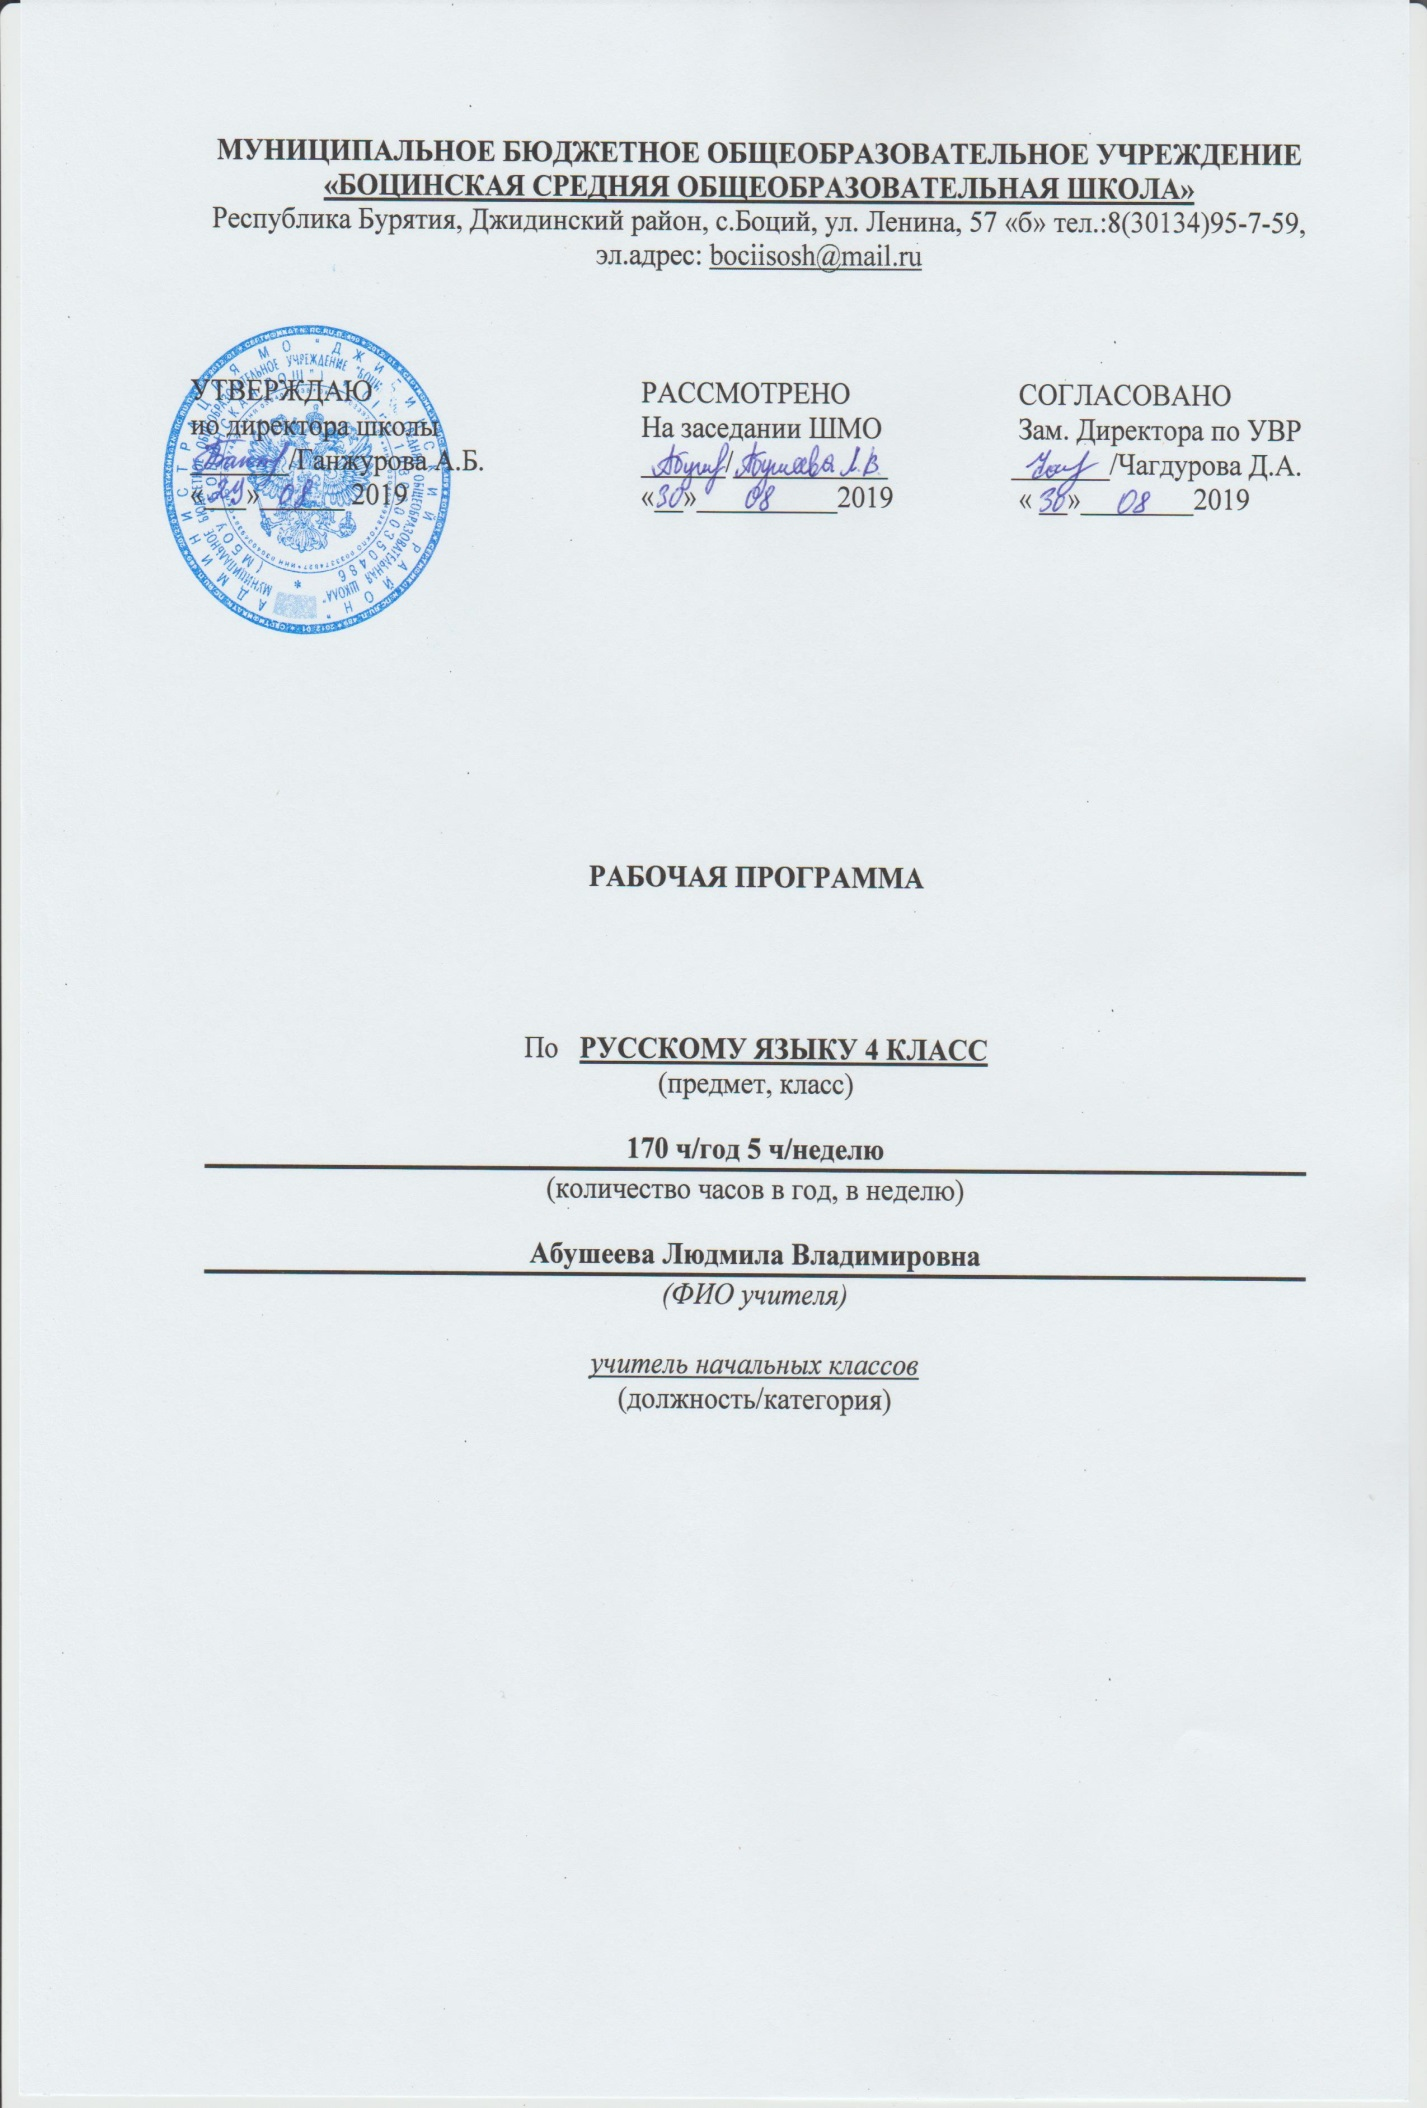 МУНИЦИПАЛЬНОЕ БЮДЖЕТНОЕ ОБЩЕОБРАЗОВАТЕЛЬНОЕ УЧРЕЖДЕНИЕ
«БОЦИНСКАЯ СРЕДНЯЯ ОБЩЕОБРАЗОВАТЕЛЬНАЯ ШКОЛА»
Республика Бурятия, Джидинский район, с.Боций, ул. Ленина, 57 «б» тел.:8(30134)95-7-59,
эл.адрес: bociisosh@mail.ru
УТВЕРЖДАЮ
ио директора школы
/Ганжурова А.Б.
«29» 08 2019
РАССМОТРЕНО
На заседании ШМО
/ Абушеева Л.В.
«30» 08 2019
СОГЛАСОВАНО
Зам. Директора по УВР
/Чагдурова Д.А.
« 30» 08 2019
РАБОЧАЯ ПРОГРАММА
По РУССКОМУ ЯЗЫКУ 4 КЛАСС
(предмет, класс)
170 ч/год 5 ч/неделю
(количество часов в год, в неделю)
Абушеева Людмила Владимировна
(ФИО учителя)
учитель начальных классов
(должность/категория)